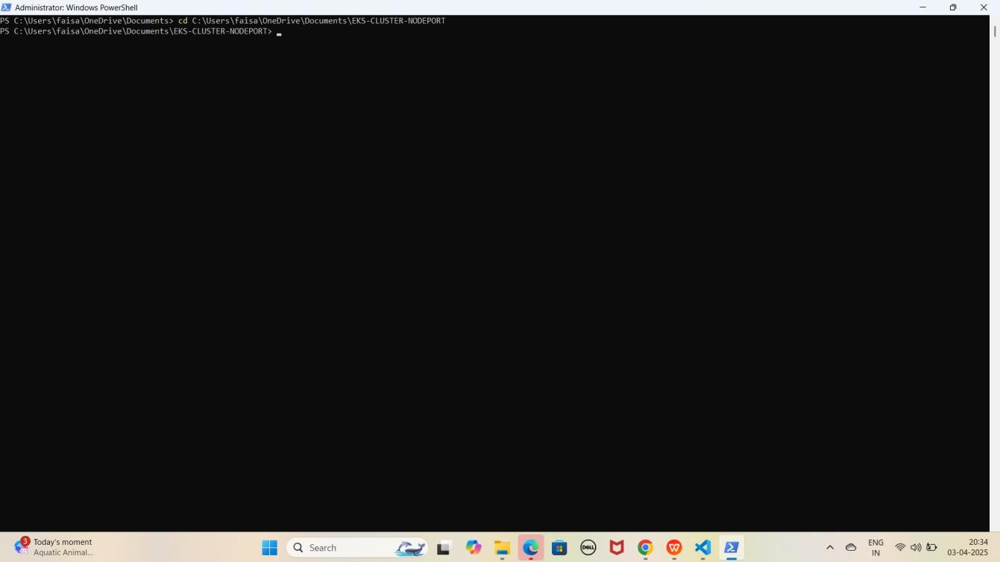 Administrator: Windows PowerShell
PS C:\Users\faisa\OneDrive\Documents> cd C:\Users\faisa\OneDrive\Documents\EKS-CLUSTER-NODEPORT
PS C:\Users\faisa\OneDrive\Documents\EKS-CLUSTER-NODEPORT>
3
Today's moment
Aquatic Animal...
Search
DELL
W
ENG
IN
20:34
03-04-2025